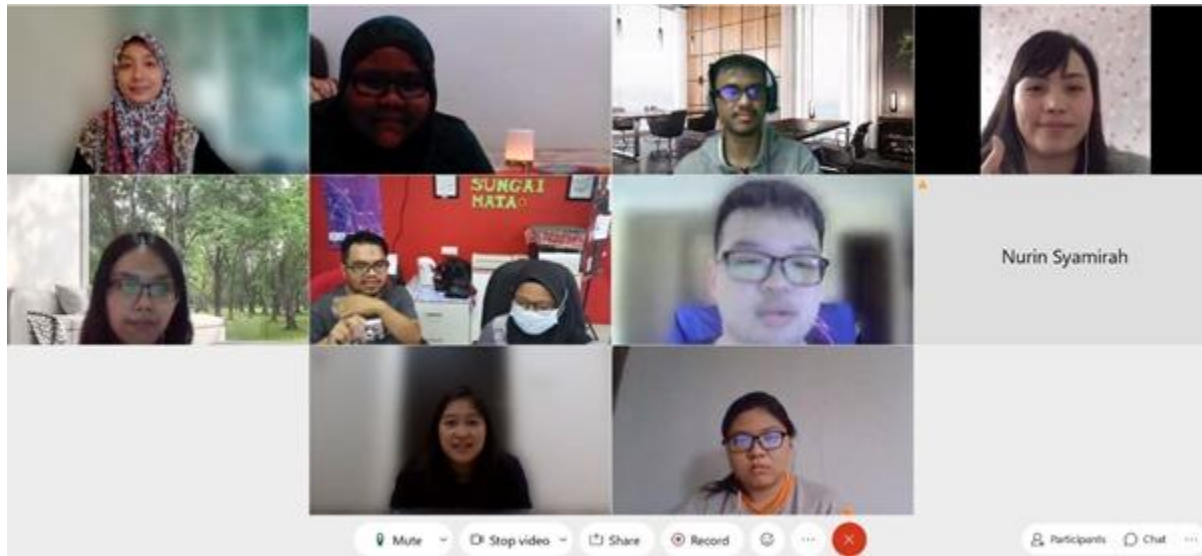 SUNGAI
MATA
Nurin Syamirah
Mute
Stop video
Share
Record
Participants
Chat